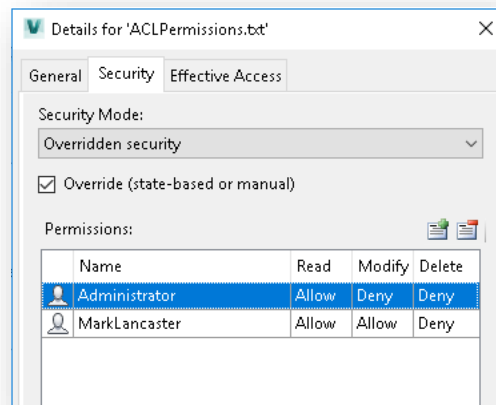 Details for 'ACLPermissions.txt'
General Security Effective Access
Security Mode:
Overridden security
Override (state-based or manual)
Permissions:
Name Read Modify Delete
Administrator Allow Deny Deny
MarkLancaster Allow Allow Deny